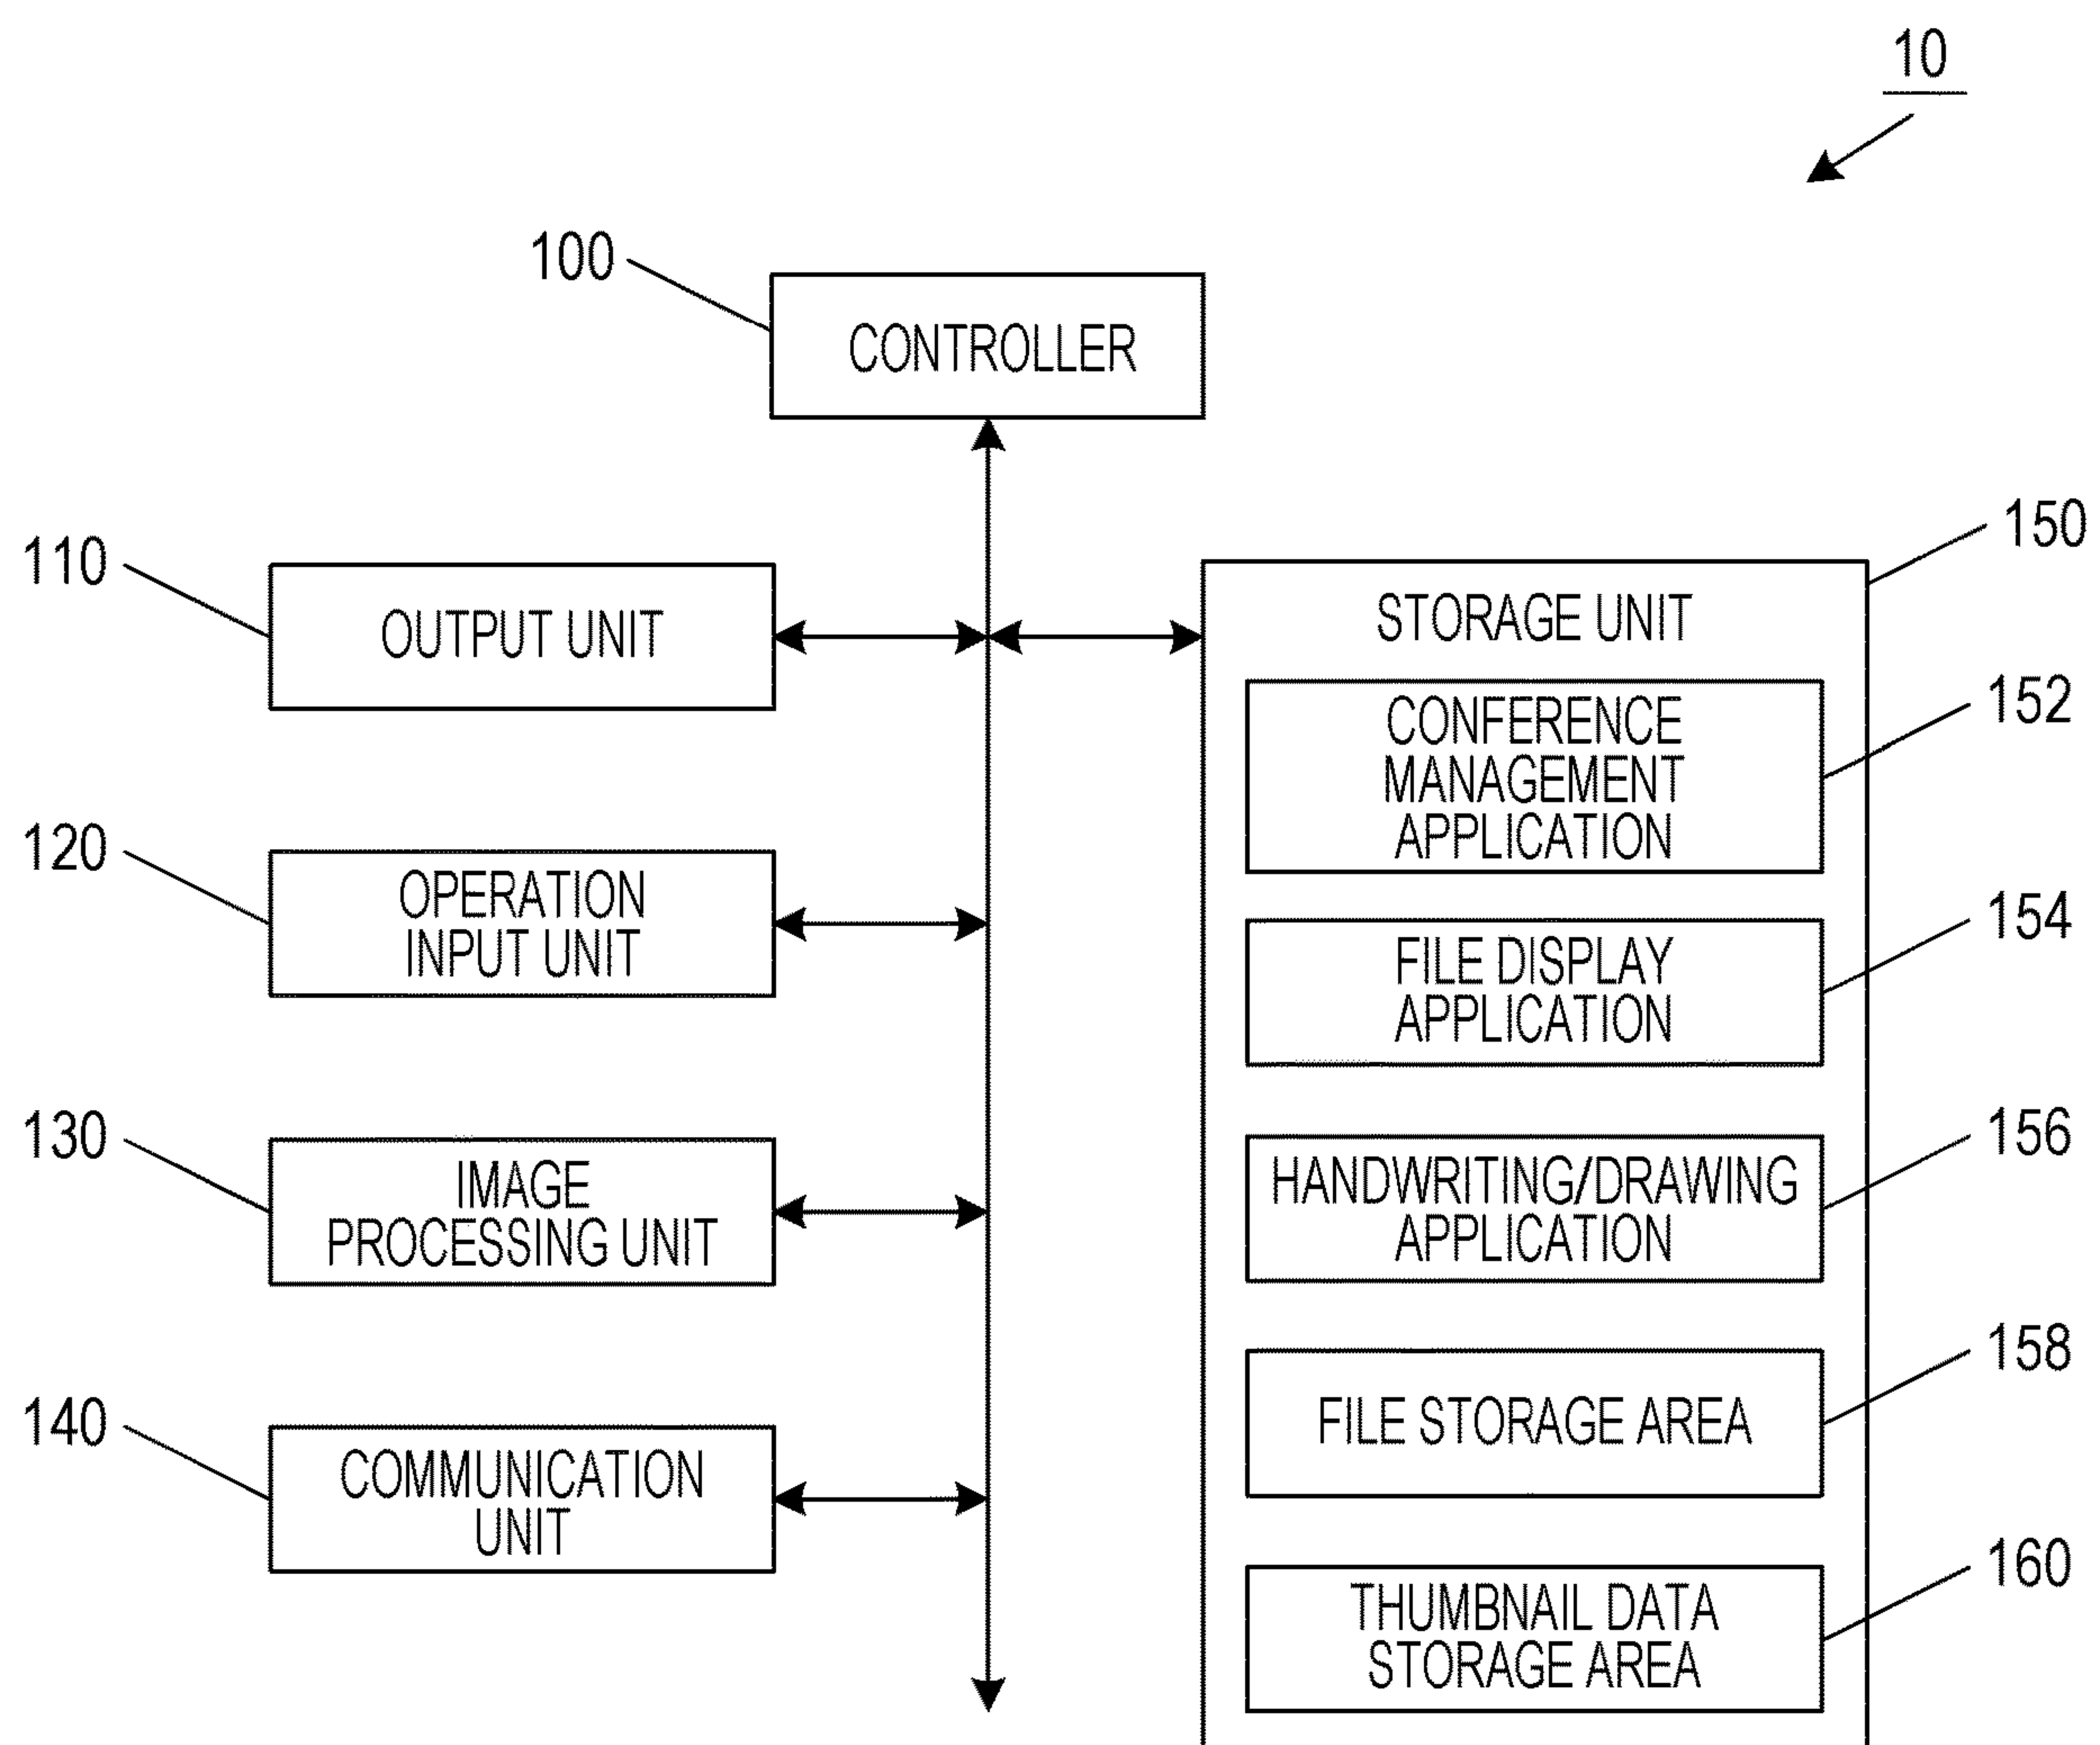 10
100
CONTROLLER
110
OUTPUT UNIT
120
OPERATION
INPUT UNIT
130
IMAGE
PROCESSING UNIT
140
COMMUNICATION
UNIT
150
STORAGE UNIT
152
CONFERENCE
MANAGEMENT
APPLICATION
154
FILE DISPLAY
APPLICATION
156
HANDWRITING/DRAWING
APPLICATION
158
FILE STORAGE AREA
160
THUMBNAIL DATA
STORAGE AREA